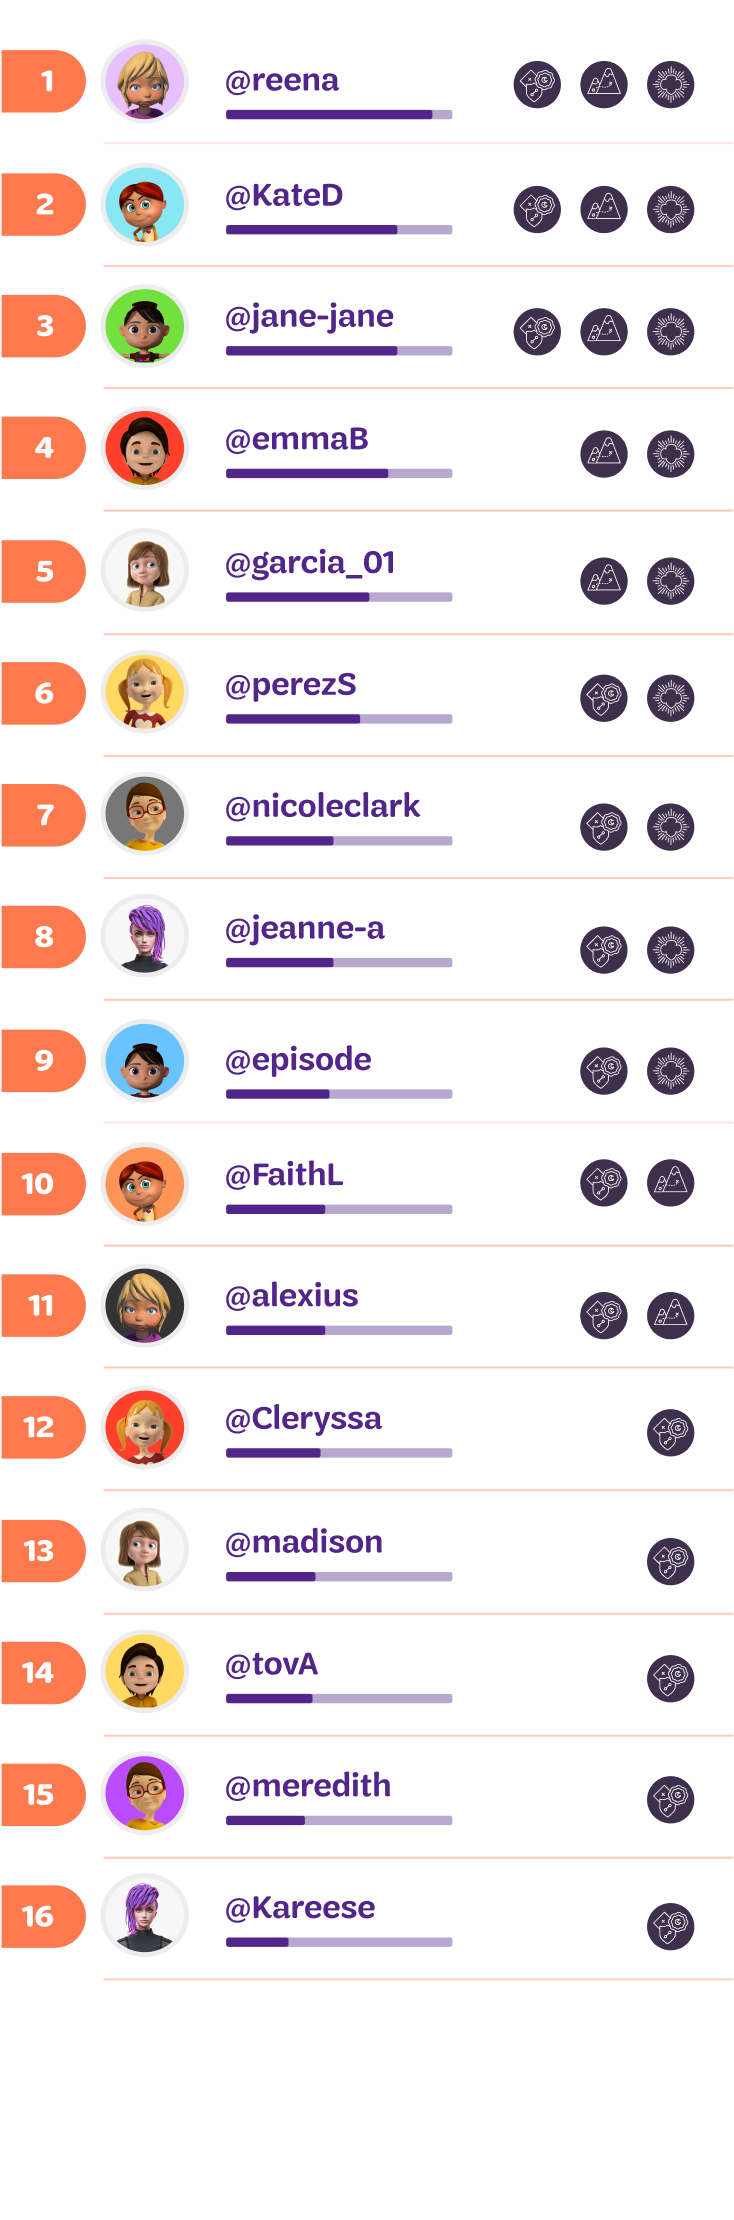 1
@reena
2
@KateD
3
@jane-jane
4
@emmaB
5
@garcia_01
6
@perezS
7
@nicoleclark
8
@jeanne-a
9
@episode
10
@FaithL
11
@alexius
12
@Cleryssa
13
@madison
14
@tovA
15
@meredith
16
@Kareese